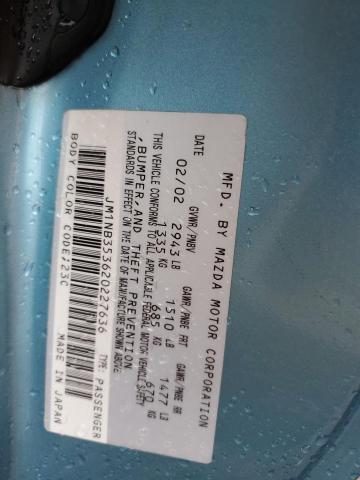 MFD. BY MAZDA MOTOR CORPORATION
DATE GVWR/PNBV GAWR/PNBE FRT GAWR/PNBE RR
02/02 2943 LB 1510 LB 1477 LB
1335 KG 685 KG 670 KG
THIS VEHICLE CONFORMS TO ALL APPLICABLE FEDERAL MOTOR VEHICLE SAFETY
,BUMPER,AND THEFT PREVENTION
STANDARDS IN EFFECT ON THE DATE OF MANUFACTURE SHOWN ABOVE.
JM1NB353620227636 TYPE: PASSENGER
BODY COLOR CODE;23C MADE IN JAPAN